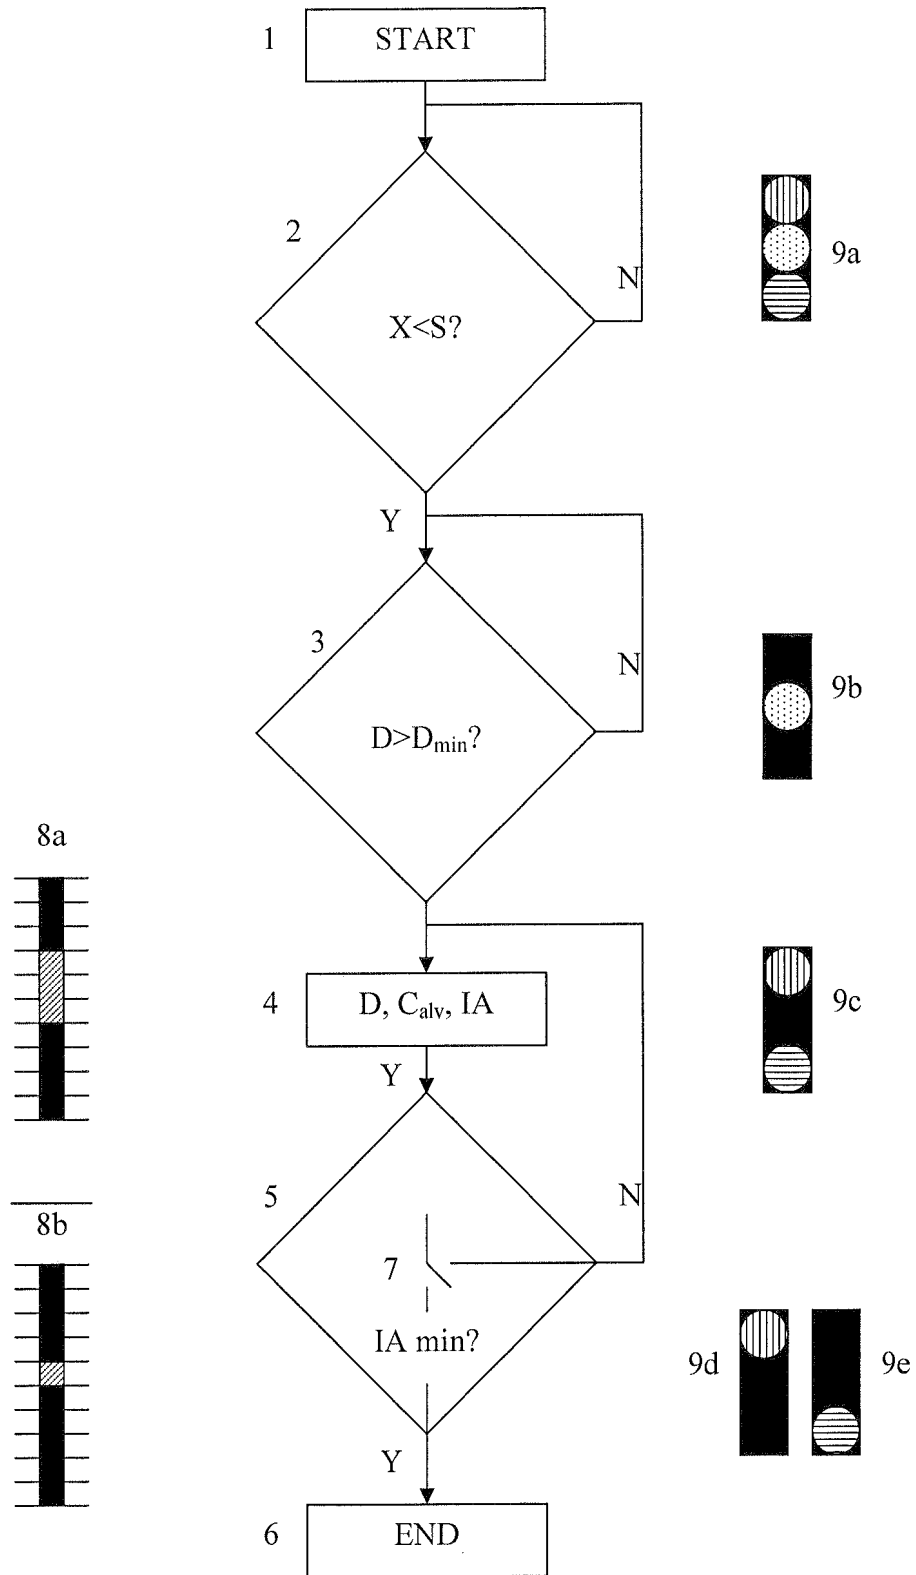 1
START
2
N
9a
X<S?
Y
3
N
9b
D>Dmin?
8a
4
D, Calv, IA
9c
Y
5
N
8b
7
IA min?
9d
9e
Y
6
END